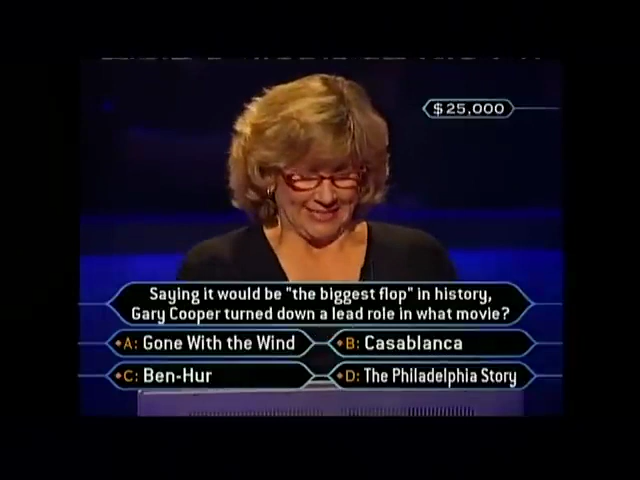 $25,000
Saying it would be "the biggest flop" in history,
Gary Cooper turned down a lead role in what movie?
A: Gone With the Wind
B: Casablanca
C: Ben-Hur
D: The Philadelphia Story